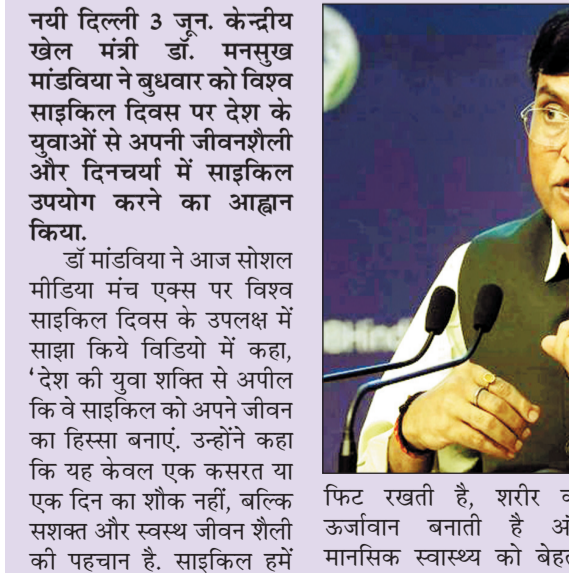 नयी दिल्ली 3 जून. केन्द्रीय
खेल मंत्री डॉ. मनसुख
मांडविया ने बुधवार को विश्व
साइकिल दिवस पर देश के
युवाओं से अपनी जीवनशैली
और दिनचर्या में साइकिल
उपयोग करने का आह्वान
किया.
डॉ मांडविया ने आज सोशल
मीडिया मंच एक्स पर विश्व
साइकिल दिवस के उपलक्ष में
साझा किये विडियो में कहा,
‘देश की युवा शक्ति से अपील
कि वे साइकिल को अपने जीवन
का हिस्सा बनाएं. उन्होंने कहा
कि यह केवल एक कसरत या
एक दिन का शौक नहीं, बल्कि
सशक्त और स्वस्थ जीवन शैली
की पहचान है. साइकिल हमें
फिट रखती है, शरीर
ऊर्जावान बनाती है
मानसिक स्वास्थ्य को